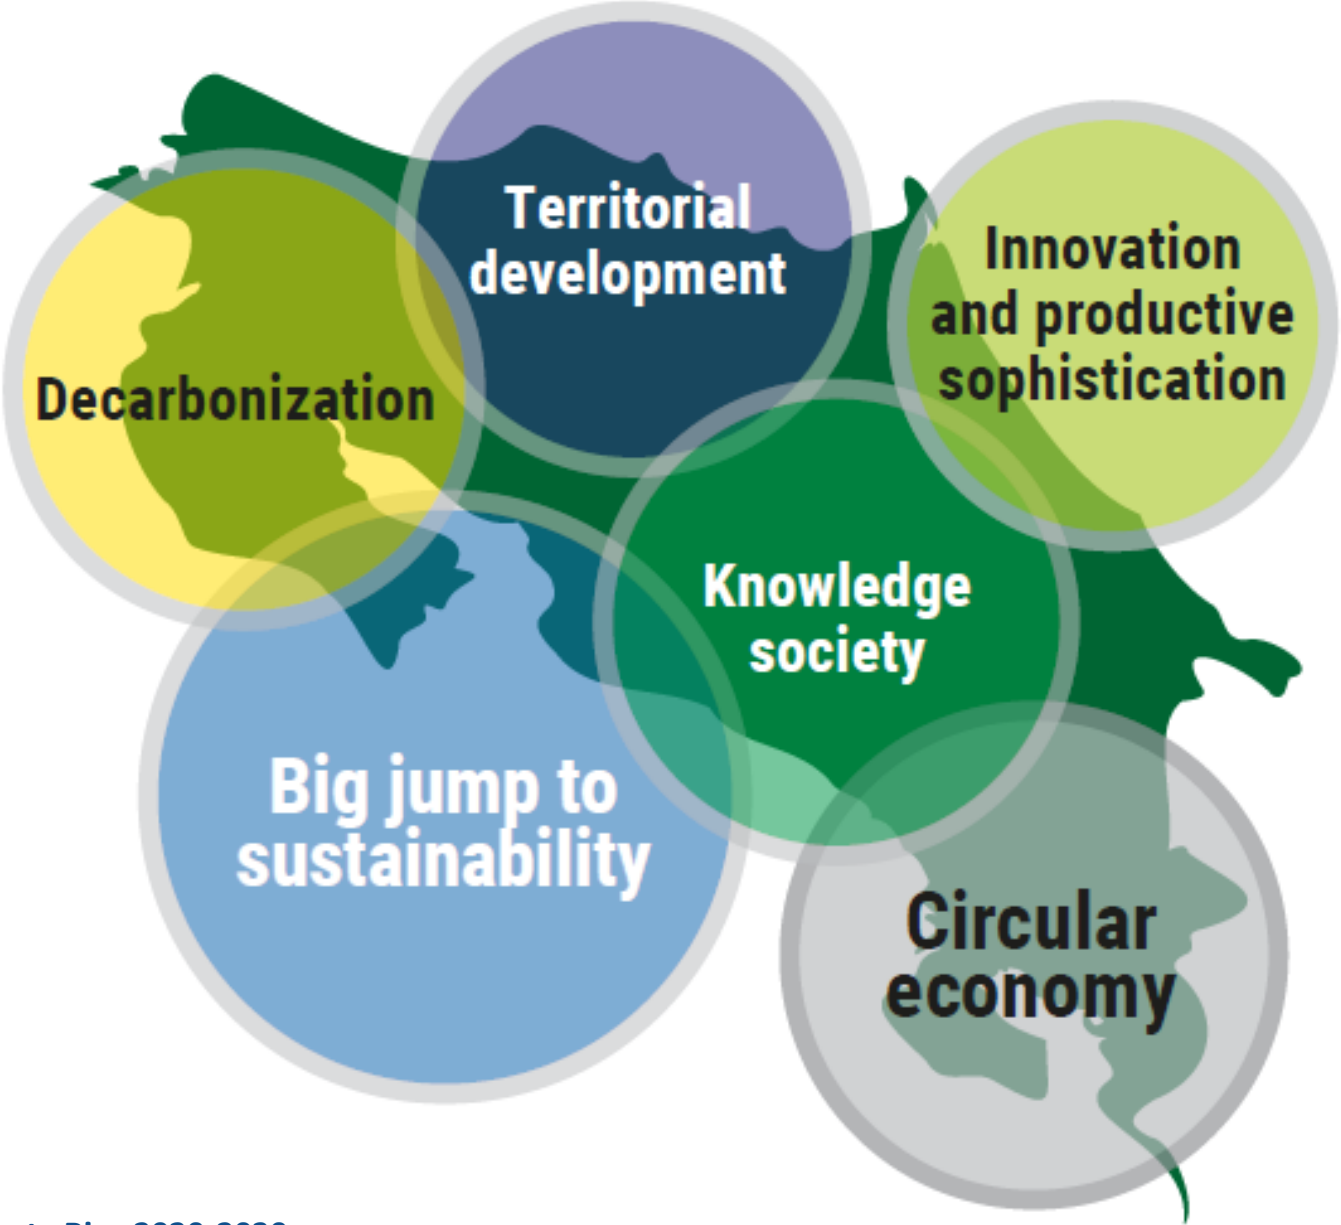 Territorial
development
Innovation
and productive
sophistication
Decarbonization
Knowledge
society
Big jump to
sustainability
Circular
economy